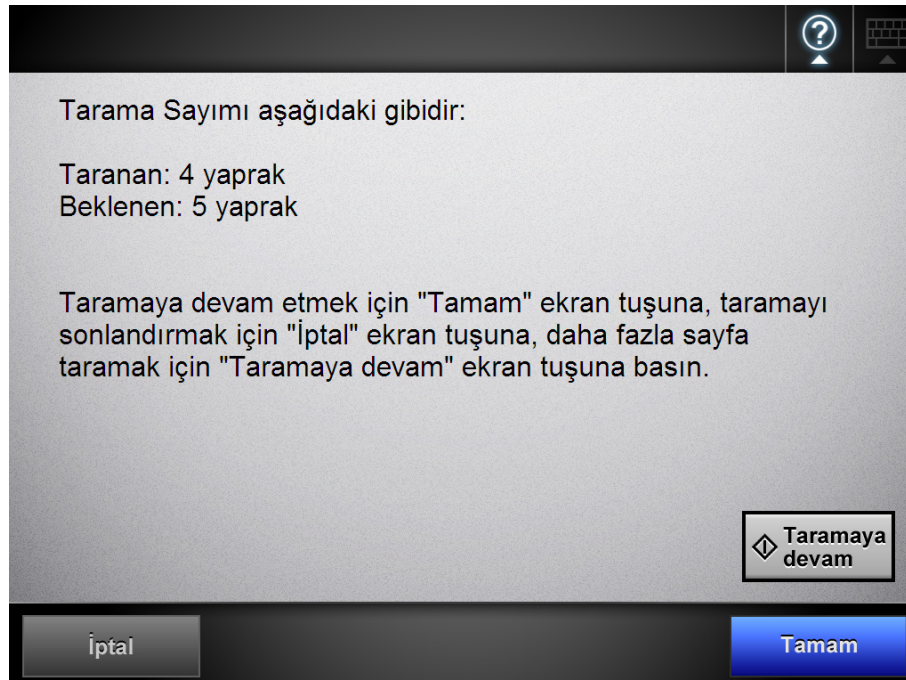 ?
Tarama Sayımı aşağıdaki gibidir:
Taranan: 4 yaprak
Beklenen: 5 yaprak
Taramaya devam etmek için "Tamam" ekran tuşuna, taramayı
sonlandırmak için "İptal" ekran tuşuna, daha fazla sayfa
taramak için "Taramaya devam" ekran tuşuna basın.
Taramaya
devam
İptal
Tamam